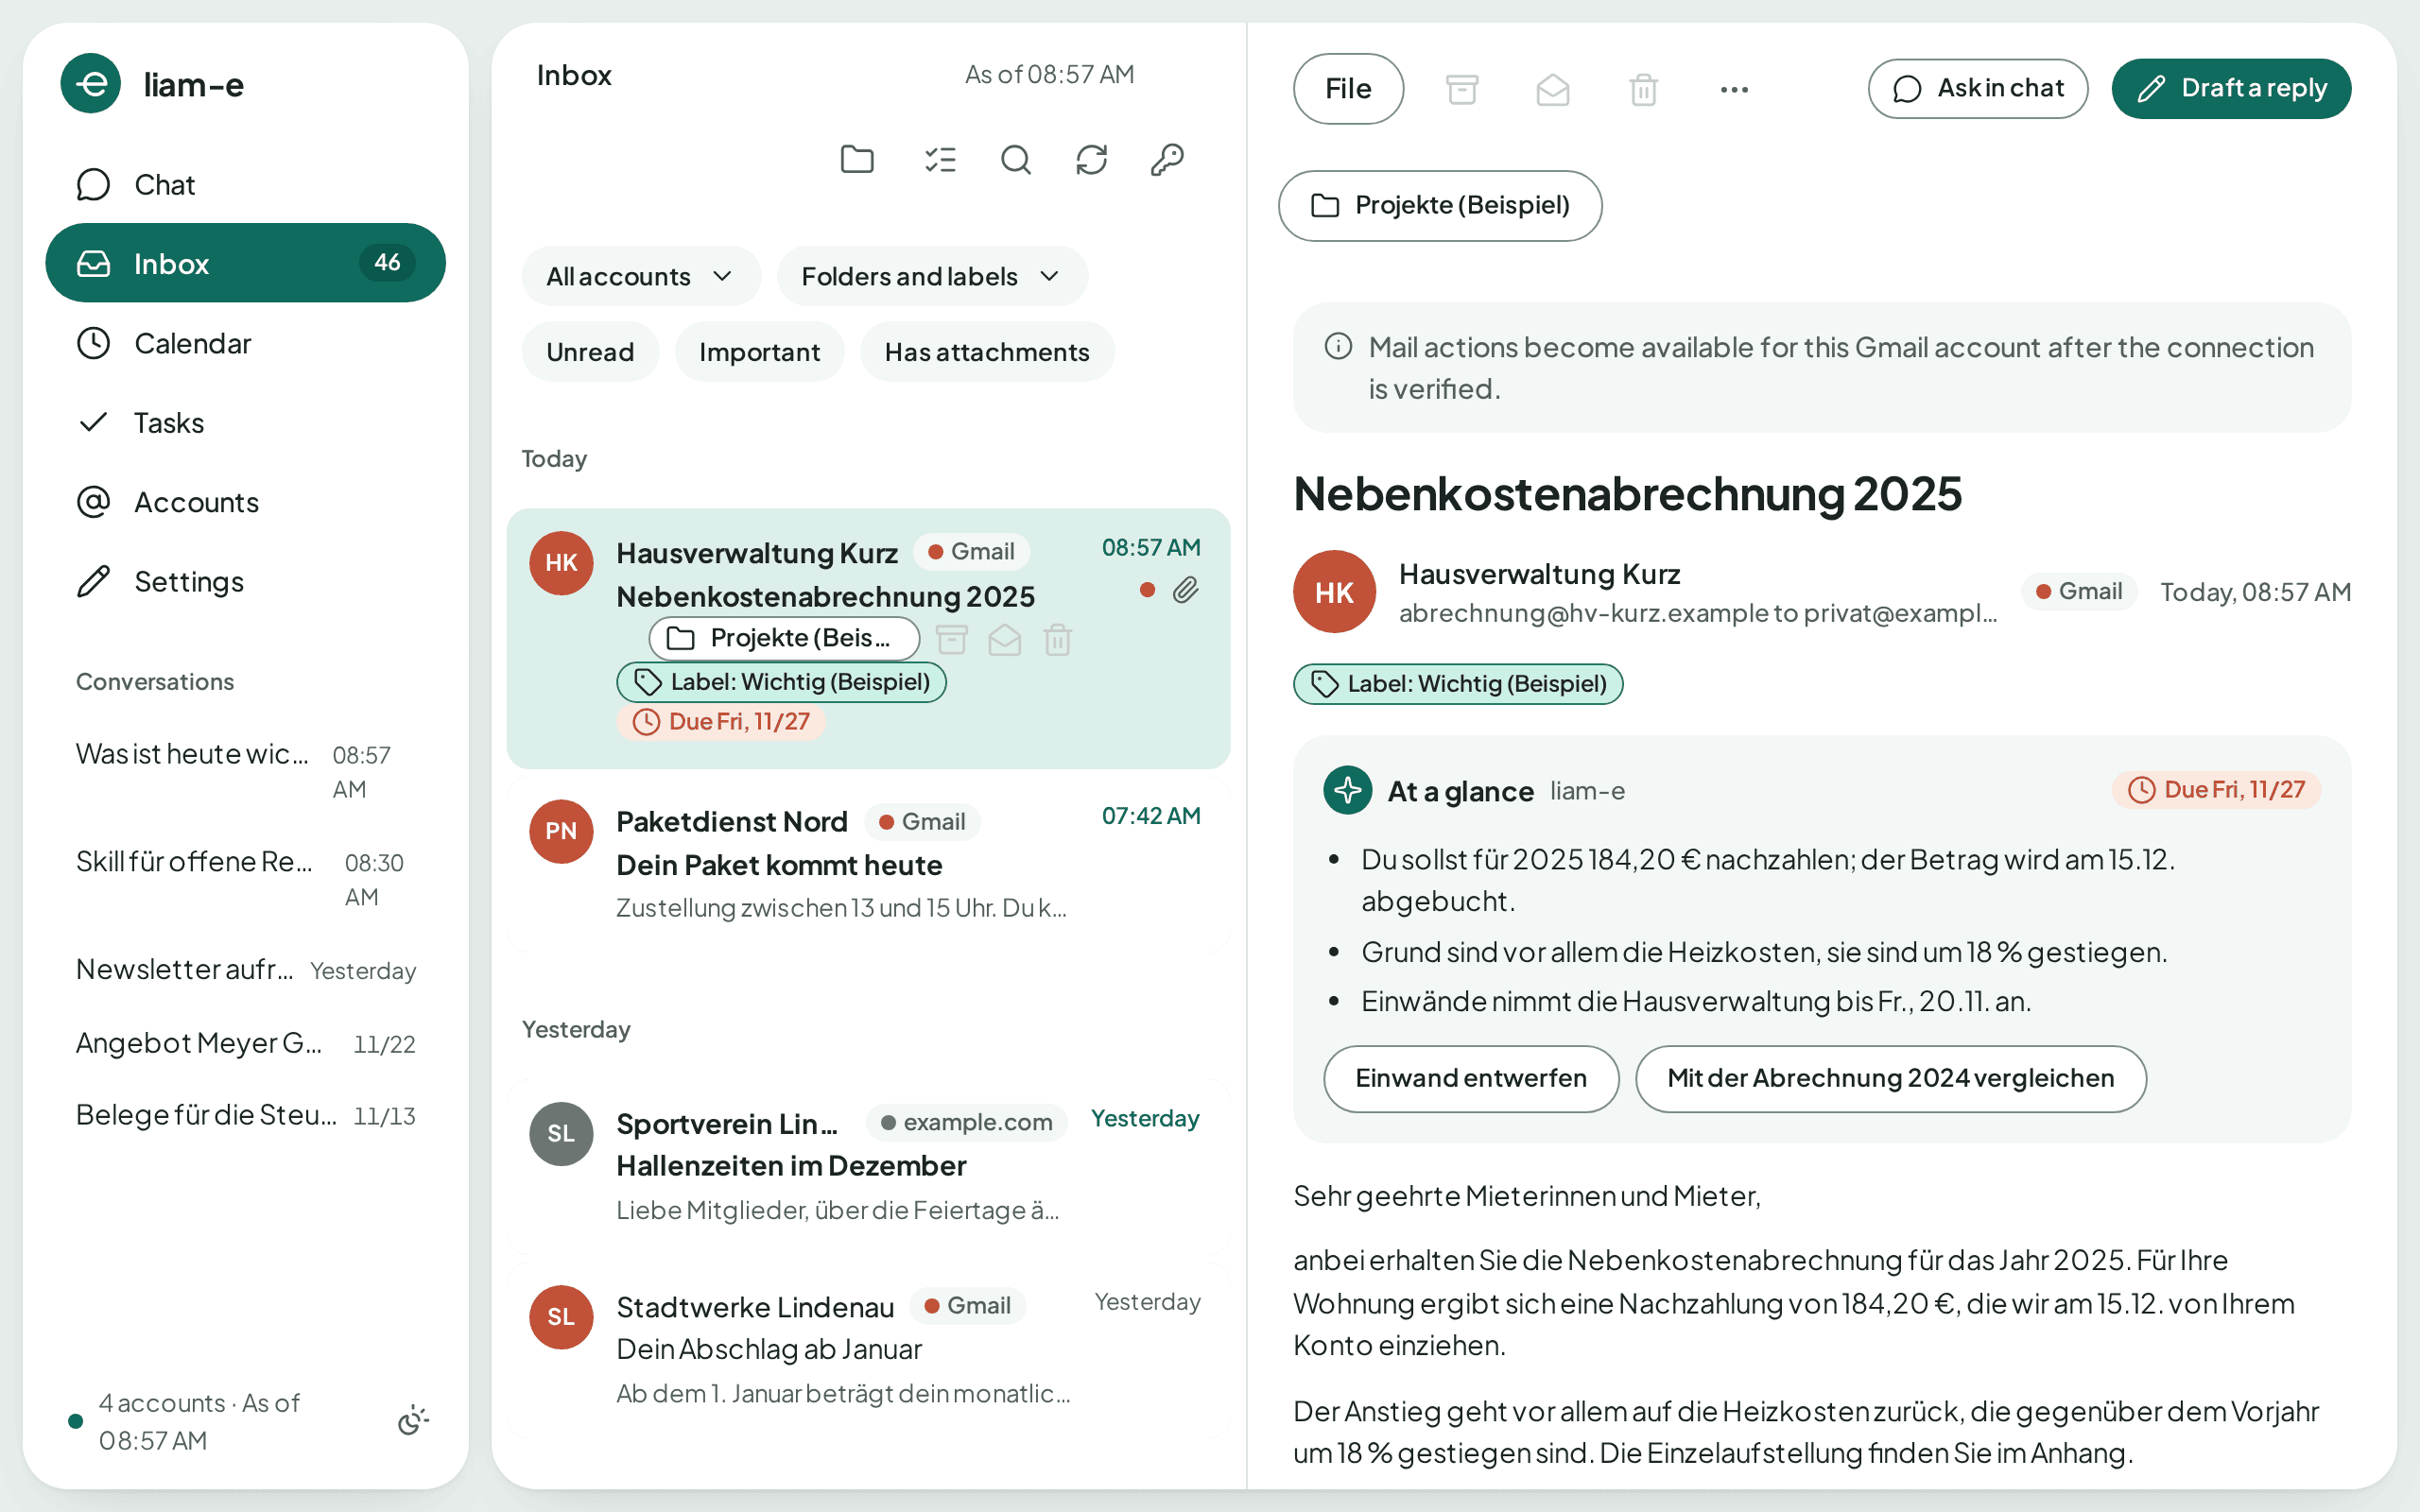 liam-e
Chat
Inbox 46
Calendar
Tasks
Accounts
Settings
Conversations
Was ist heute wic... 08:57
AM
Skill für offene Re... 08:30
AM
Newsletter aufr... Yesterday
Angebot Meyer G... 11/22
Belege für die Steu... 11/13
4 accounts · As of
08:57 AM
Inbox As of 08:57 AM
All accounts Folders and labels
Unread Important Has attachments
Today
HK Hausverwaltung Kurz Gmail 08:57 AM
Nebenkostenabrechnung 2025
Projekte (Beis...
Label: Wichtig (Beispiel)
Due Fri, 11/27
PN Paketdienst Nord Gmail 07:42 AM
Dein Paket kommt heute
Zustellung zwischen 13 und 15 Uhr. Du k...
Yesterday
SL Sportverein Lin... example.com Yesterday
Hallenzeiten im Dezember
Liebe Mitglieder, über die Feiertage ä...
SL Stadtwerke Lindenau Gmail Yesterday
Dein Abschlag ab Januar
Ab dem 1. Januar beträgt dein monatlic...
File Ask in chat Draft a reply
Projekte (Beispiel)
Mail actions become available for this Gmail account after the connection
is verified.
Nebenkostenabrechnung 2025
HK Hausverwaltung Kurz
abrechnung@hv-kurz.example to privat@exampl... Gmail Today, 08:57 AM
Label: Wichtig (Beispiel)
At a glance liam-e Due Fri, 11/27
• Du sollst für 2025 184,20 € nachzahlen; der Betrag wird am 15.12.
abgebucht.
• Grund sind vor allem die Heizkosten, sie sind um 18 % gestiegen.
• Einwände nimmt die Hausverwaltung bis Fr., 20.11. an.
Einwand entwerfen Mit der Abrechnung 2024 vergleichen
Sehr geehrte Mieterinnen und Mieter,
anbei erhalten Sie die Nebenkostenabrechnung für das Jahr 2025. Für Ihre
Wohnung ergibt sich eine Nachzahlung von 184,20 €, die wir am 15.12. von Ihrem
Konto einziehen.
Der Anstieg geht vor allem auf die Heizkosten zurück, die gegenüber dem Vorjahr
um 18 % gestiegen sind. Die Einzelaufstellung finden Sie im Anhang.